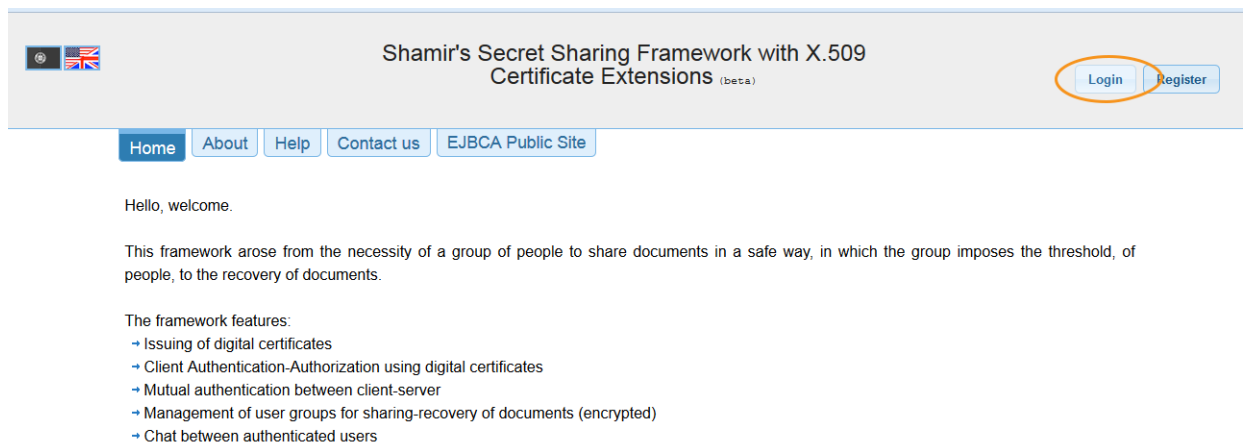 Shamir's Secret Sharing Framework with X.509
Certificate Extensions (beta)
Login Register
Home About Help Contact us EJBCA Public Site
Hello, welcome.
This framework arose from the necessity of a group of people to share documents in a safe way, in which the group imposes the threshold, of
people, to the recovery of documents.
The framework features:
Issuing of digital certificates
Client Authentication-Authorization using digital certificates
Mutual authentication between client-server
Management of user groups for sharing-recovery of documents (encrypted)
Chat between authenticated users